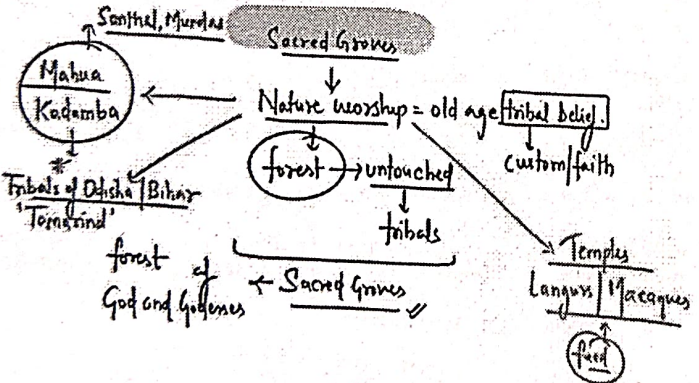 Santhal, Mundas
Sacred Groves
Mahua
Kadamba
Nature worship = old age tribal belief.
custom/faith
forest → untouched
tribals
Tribals of Odisha/Bihar
'Tamarind'
forest of
God and Godesses ← Sacred Groves
Temples
Langurs | Macaques
feed